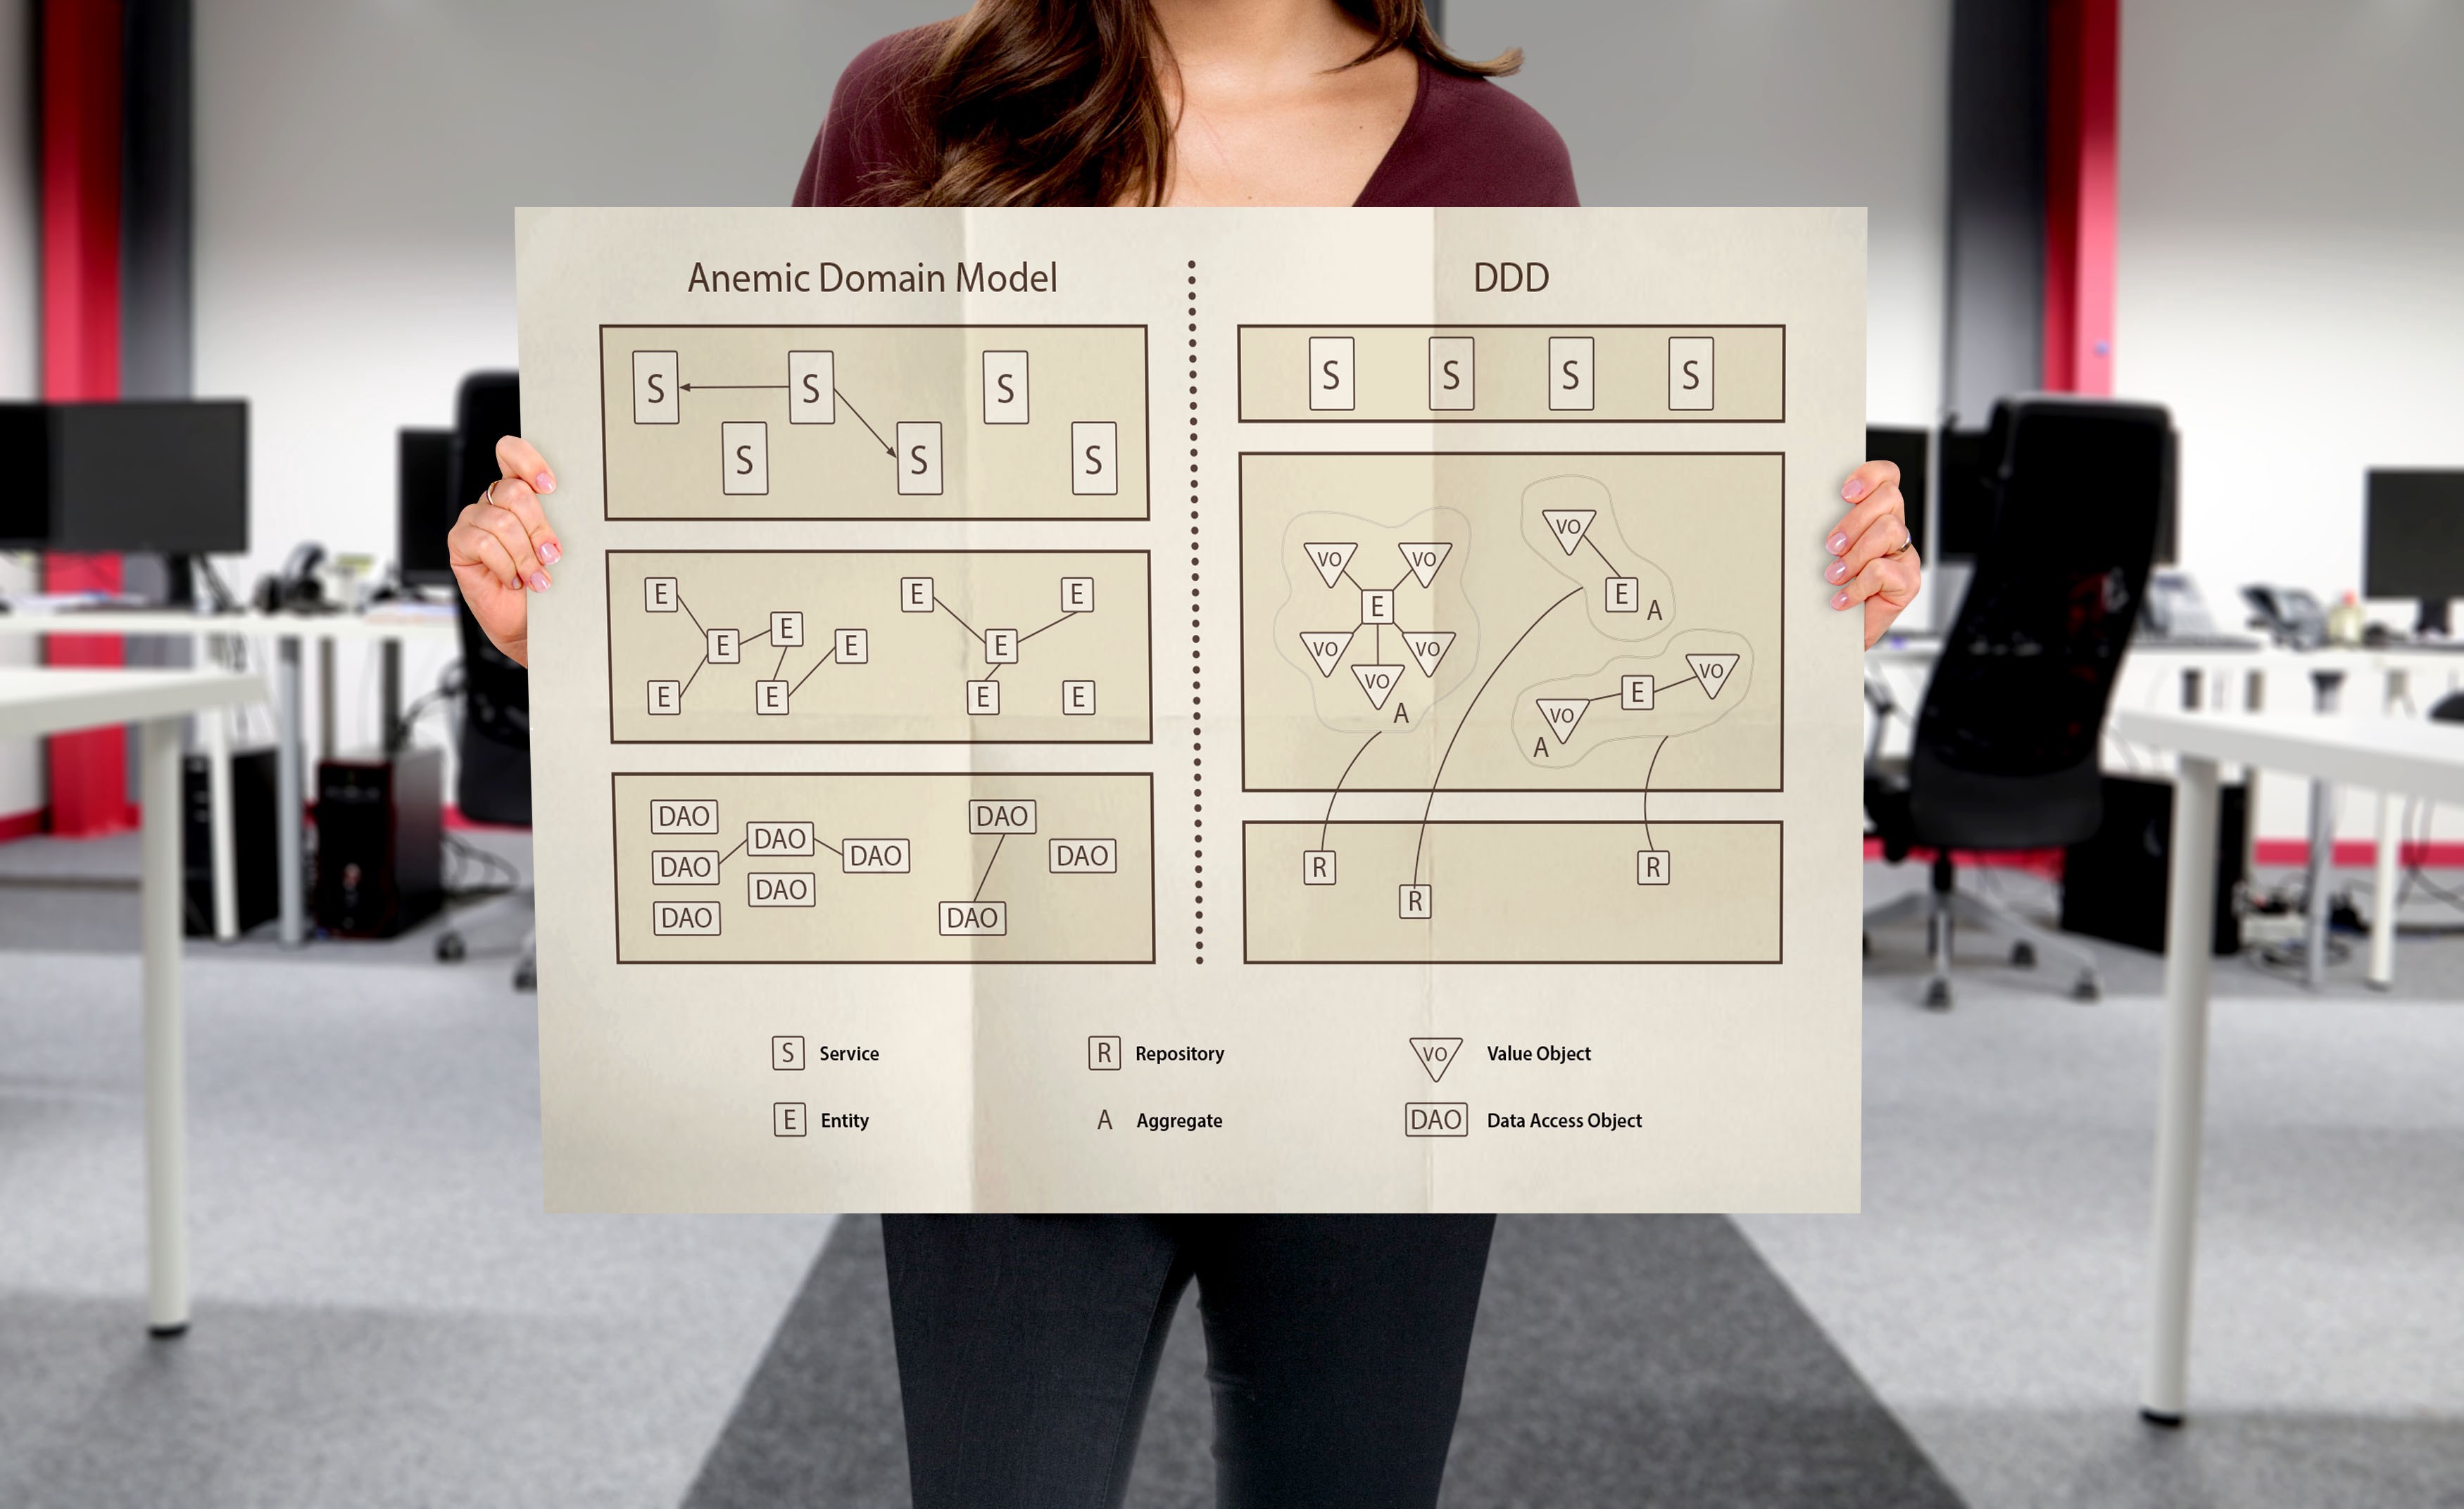 Anemic Domain Model
S S S
S S S
E E E
E E E E
E E E E
DAO DAO
DAO DAO DAO
DAO DAO
DAO DAO
DDD
S S S S
VO
VO VO
E E A
VO VO
VO E VO
A VO
A
R R
R
S Service R Repository VO Value Object
E Entity A Aggregate DAO Data Access Object